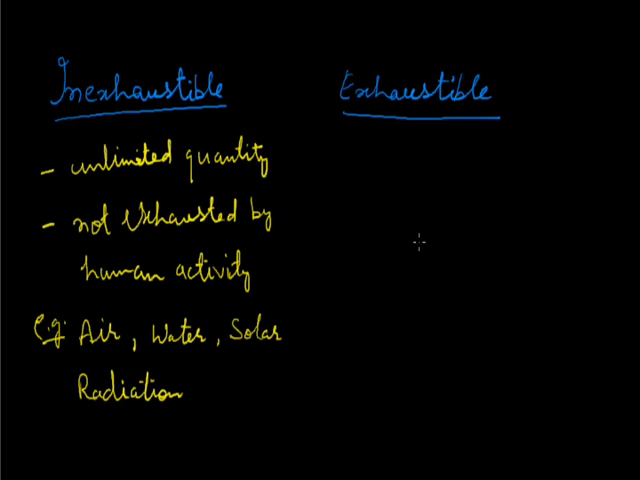 Inexhaustible
Exhaustible
- unlimited quantity
- not exhausted by
human activity
e.g: Air, Water, Solar
Radiation